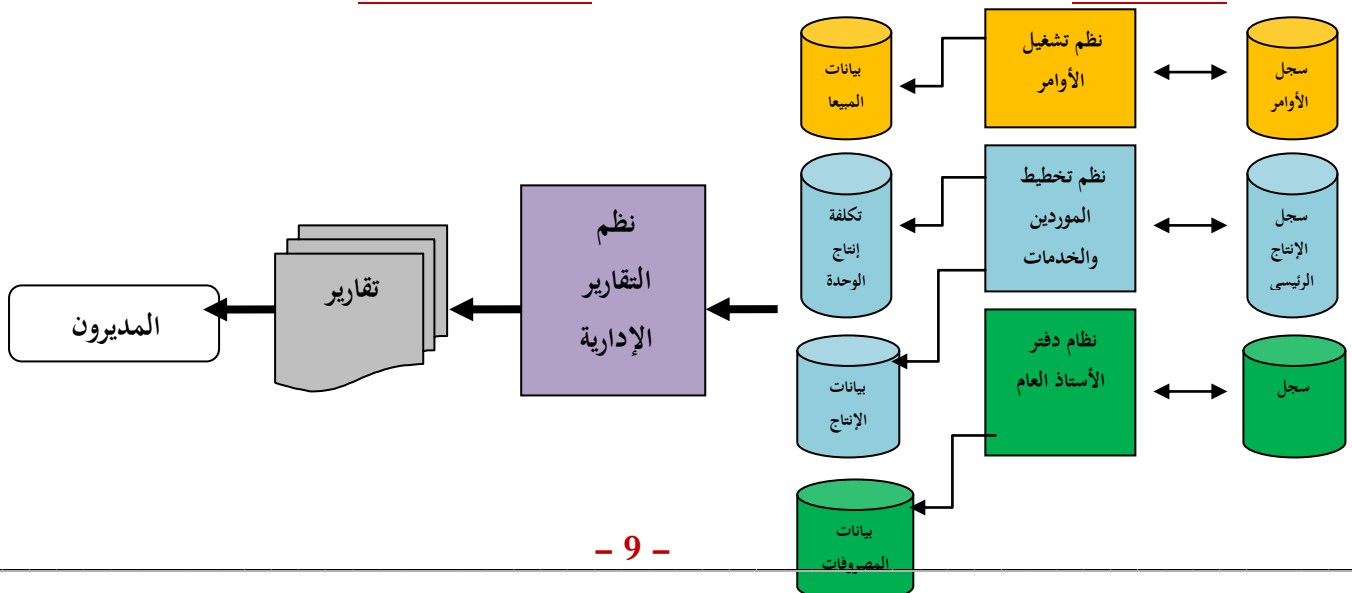 نظم تشغيل
الأوامر
سجل
الأوامر
بيانات
المبيعا
نظم تخطيط
الموردين
والخدمات
سجل
الإنتاج
الرئيسى
تكلفة
إنتاج
الوحدة
نظم
التقارير
الإدارية
تقارير
المديرون
نظام دفتر
الأستاذ العام
سجل
بيانات
الإنتاج
بيانات
المصروفات
– 9 –